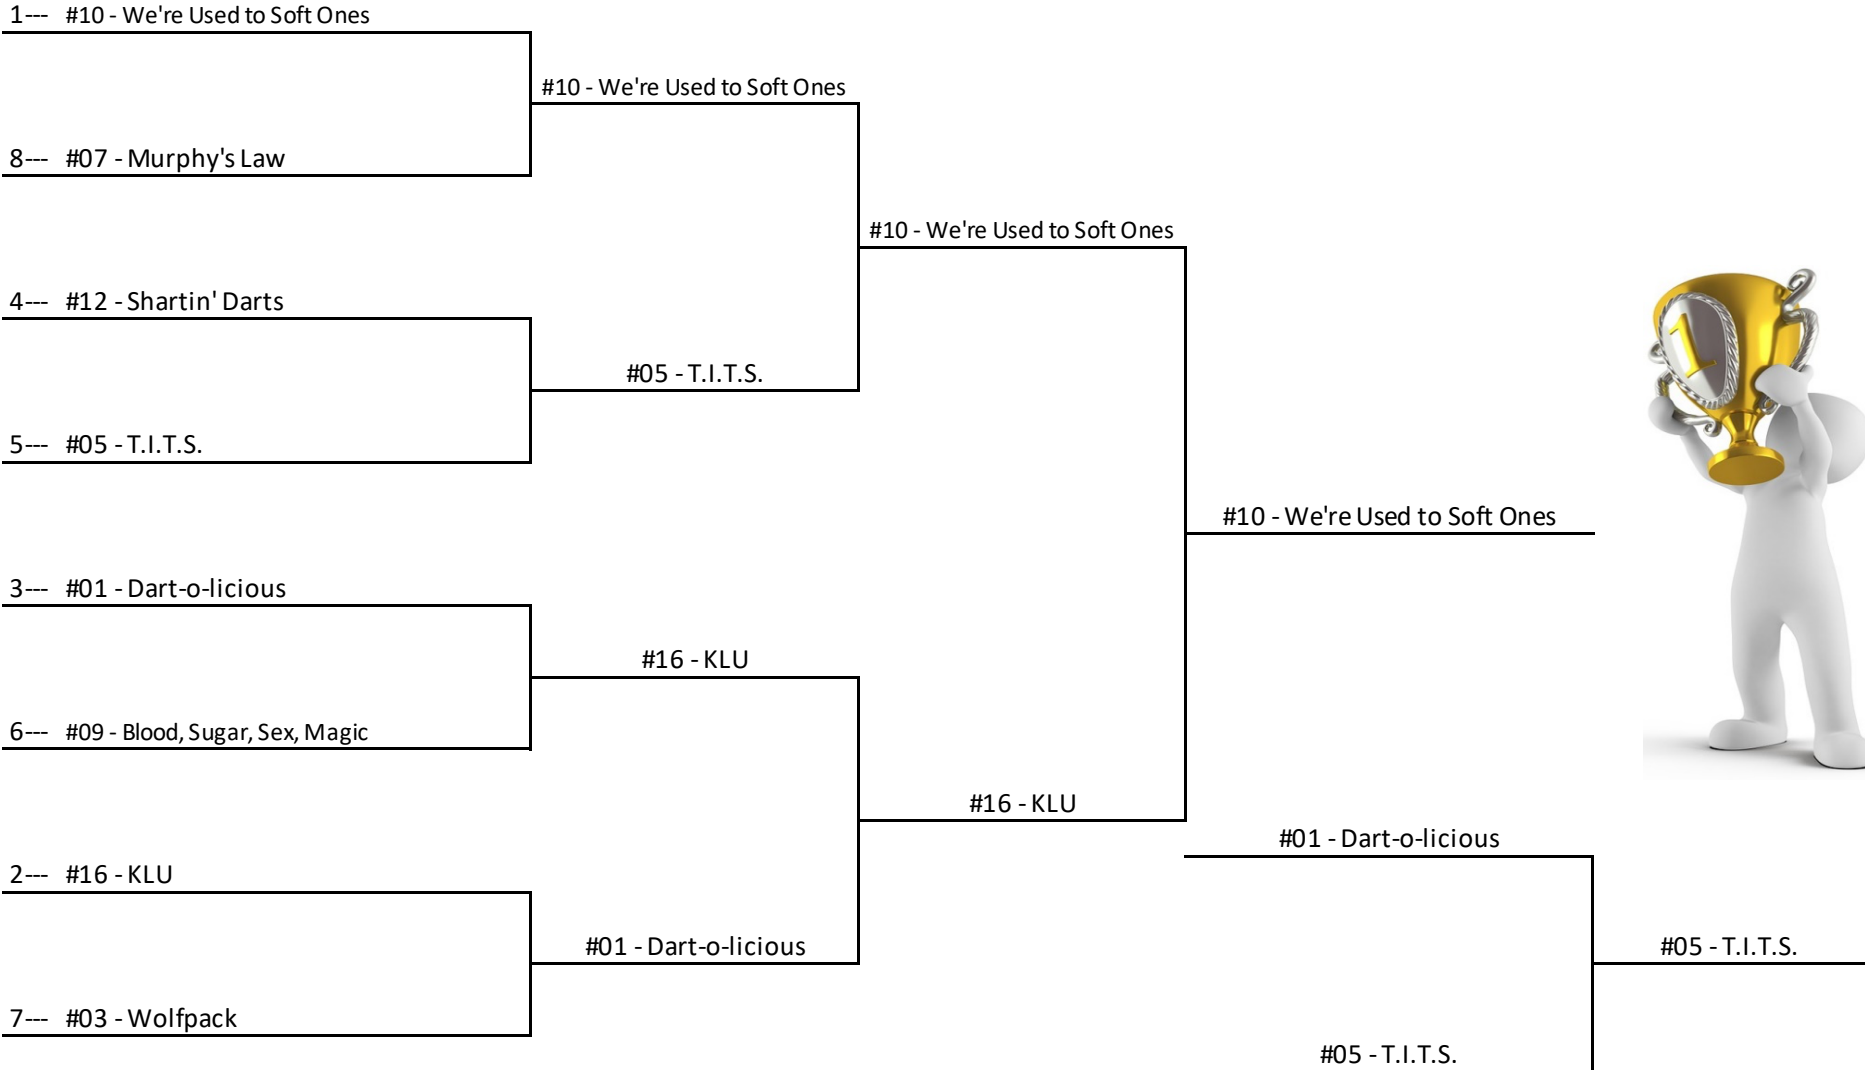 1--- #10 - We're Used to Soft Ones
#10 - We're Used to Soft Ones
8--- #07 - Murphy's Law
#10 - We're Used to Soft Ones
4--- #12 - Shartin' Darts
#05 - T.I.T.S.
5--- #05 - T.I.T.S.
1
#10 - We're Used to Soft Ones
3--- #01 - Dart-o-licious
#16 - KLU
6--- #09 - Blood, Sugar, Sex, Magic
#16 - KLU
#01 - Dart-o-licious
2--- #16 - KLU
#01 - Dart-o-licious
#05 - T.I.T.S.
7--- #03 - Wolfpack
#05 - T.I.T.S.